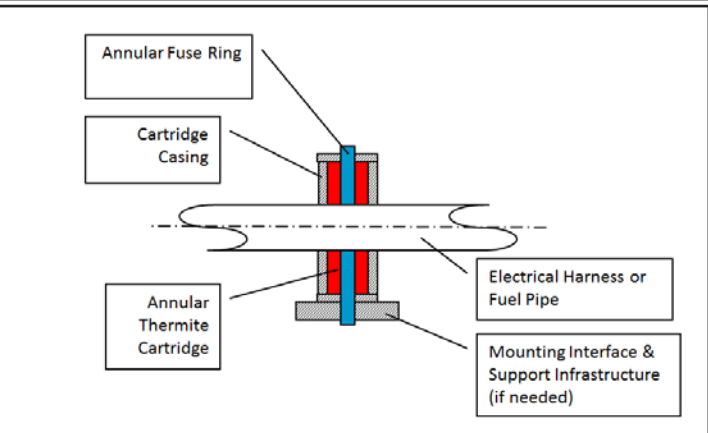 Annular Fuse Ring
Cartridge
Casing
Annular
Thermite
Cartridge
Electrical Harness or
Fuel Pipe
Mounting Interface &
Support Infrastructure
(if needed)